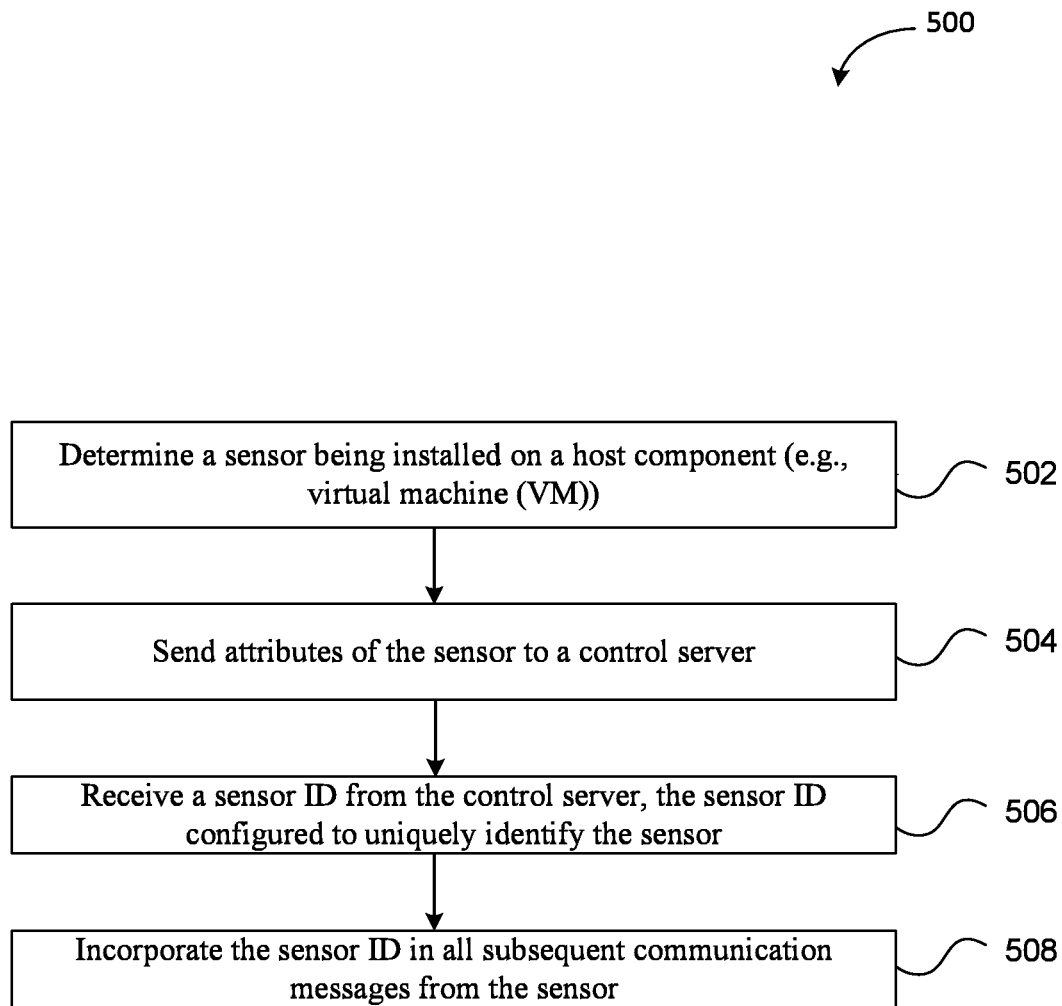 500
Determine a sensor being installed on a host component (e.g.,
virtual machine (VM))
502
Send attributes of the sensor to a control server
504
Receive a sensor ID from the control server, the sensor ID
configured to uniquely identify the sensor
506
Incorporate the sensor ID in all subsequent communication
messages from the sensor
508